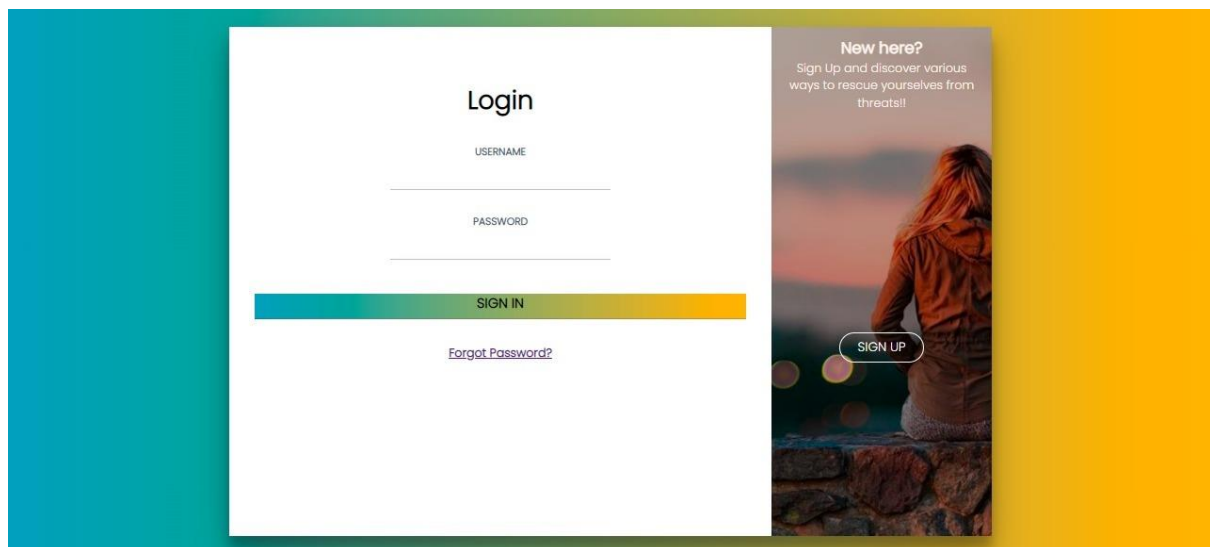 Login
USERNAME
PASSWORD
SIGN IN
Forgot Password?
New here?
Sign Up and discover various
ways to rescue yourselves from
threats!!
SIGN UP